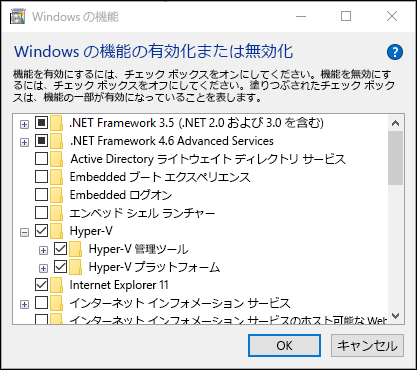 Windows の機能
Windows の機能の有効化または無効化
機能を有効にするには、チェック ボックスをオンにしてください。機能を無効にす
るには、チェック ボックスをオフにしてください。塗りつぶされたチェック ボック
スは、機能の一部が有効になっていることを表します。
.NET Framework 3.5 (.NET 2.0 および 3.0 を含む)
.NET Framework 4.6 Advanced Services
Active Directory ライトウェイト ディレクトリ サービス
Embedded ブート エクスペリエンス
Embedded ログオン
エンベッド シェル ランチャー
Hyper-V
Hyper-V 管理ツール
Hyper-V プラットフォーム
Internet Explorer 11
インターネット インフォメーション サービス
インターネット インフォメーション サービスのホスト可能な Web
OK
キャンセル